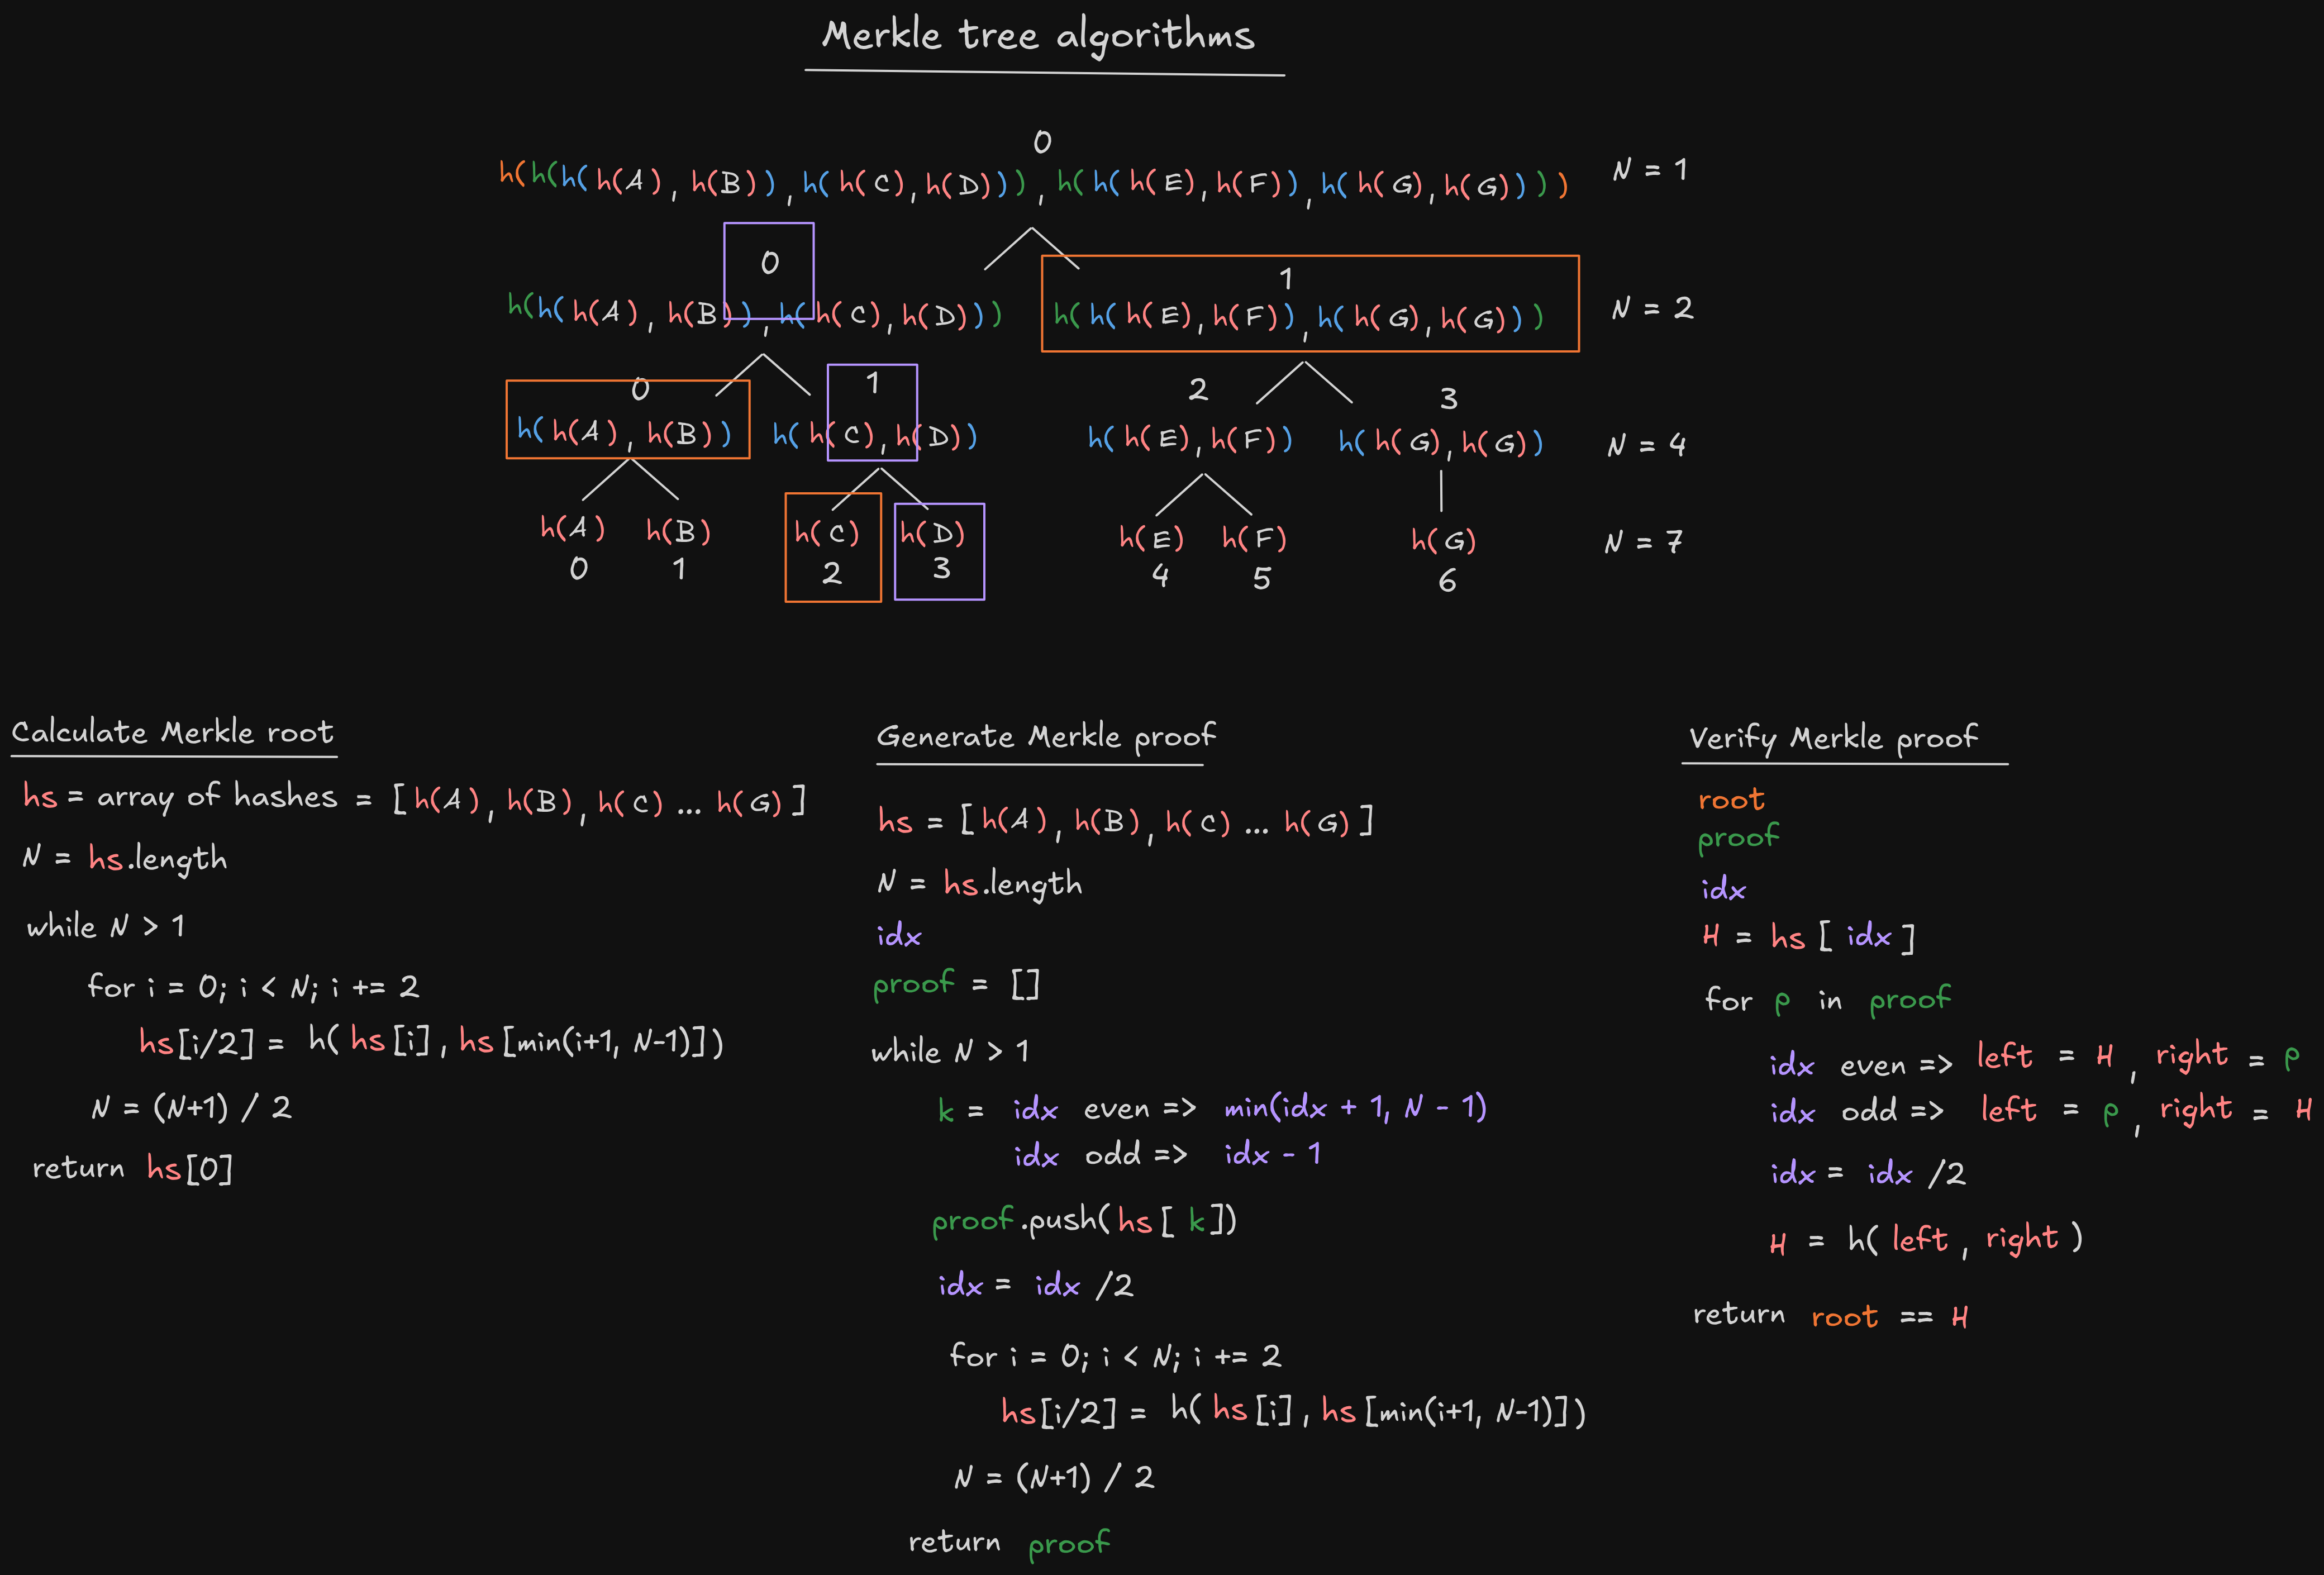 Merkle tree algorithms
0
h(h(h(h(A), h(B)), h(h(C), h(D))), h(h(h(E), h(F)), h(h(G), h(G))))
N = 1
0
1
h(h(h(A), h(B)), h(h(C), h(D)))
h(h(h(E), h(F)), h(h(G), h(G)))
N = 2
0
1
2
3
h(h(A), h(B))
h(h(C), h(D))
h(h(E), h(F))
h(h(G), h(G))
N = 4
h(A)
h(B)
h(C)
h(D)
h(E)
h(F)
h(G)
N = 7
0
1
2
3
4
5
6
Calculate Merkle root
hs = array of hashes = [h(A), h(B), h(C) ... h(G)]
N = hs.length
while N > 1
for i = 0; i < N; i += 2
hs[i/2] = h(hs[i], hs[min(i+1, N-1)])
N = (N+1) / 2
return hs[0]
Generate Merkle proof
hs = [h(A), h(B), h(C) ... h(G)]
N = hs.length
idx
proof = []
while N > 1
k = idx even => min(idx + 1, N - 1)
idx odd => idx - 1
proof.push(hs[k])
idx = idx /2
for i = 0; i < N; i += 2
hs[i/2] = h(hs[i], hs[min(i+1, N-1)])
N = (N+1) / 2
return proof
Verify Merkle proof
root
proof
idx
H = hs[idx]
for p in proof
idx even => left = H, right = p
idx odd => left = p, right = H
idx = idx /2
H = h(left, right)
return root == H